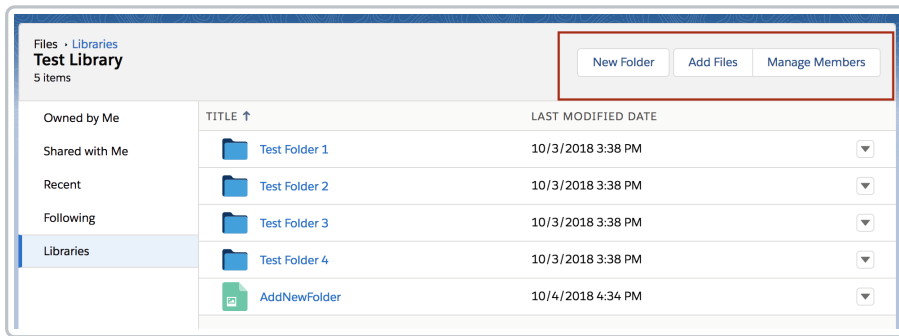 Files › Libraries
Test Library
5 items
New Folder
Add Files
Manage Members
Owned by Me
Shared with Me
Recent
Following
Libraries
TITLE ↑ LAST MODIFIED DATE
Test Folder 1 10/3/2018 3:38 PM
Test Folder 2 10/3/2018 3:38 PM
Test Folder 3 10/3/2018 3:38 PM
Test Folder 4 10/3/2018 3:38 PM
AddNewFolder 10/4/2018 4:34 PM